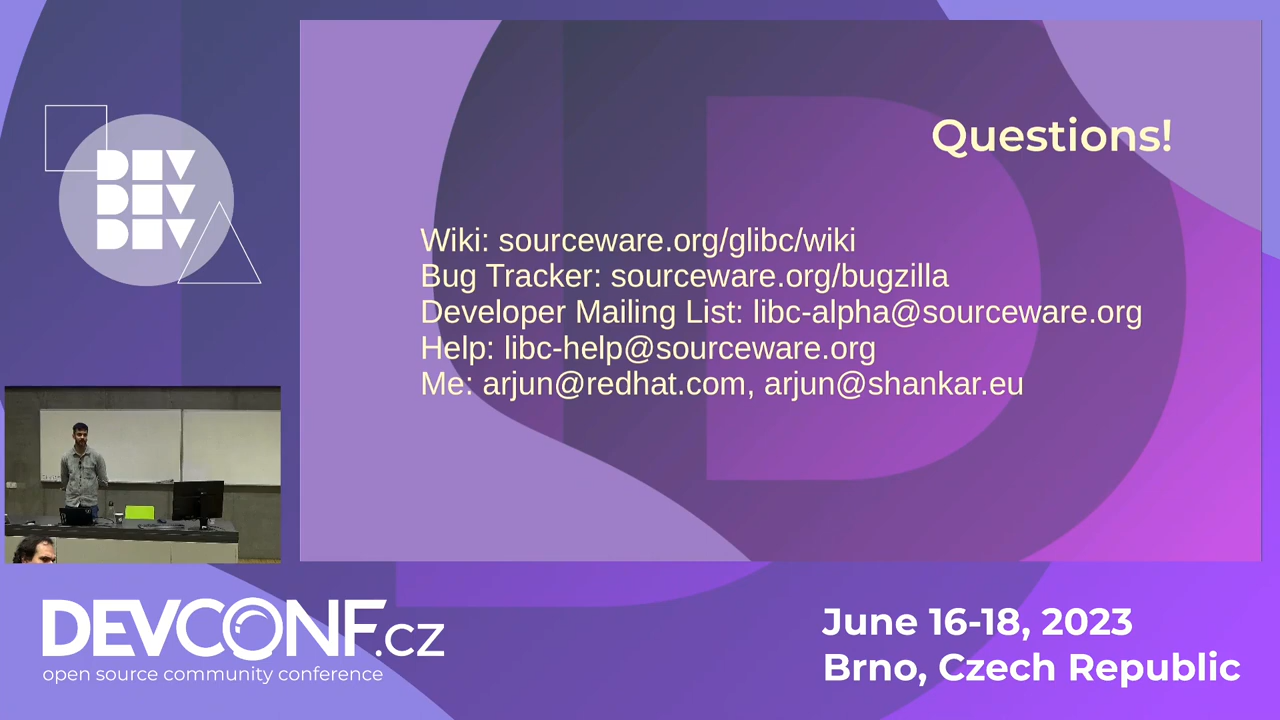 DEV
DEV
DEV
Questions!
Wiki: sourceware.org/glibc/wiki
Bug Tracker: sourceware.org/bugzilla
Developer Mailing List: libc-alpha@sourceware.org
Help: libc-help@sourceware.org
Me: arjun@redhat.com, arjun@shankar.eu
DEVCONF.cz
open source community conference
June 16-18, 2023
Brno, Czech Republic